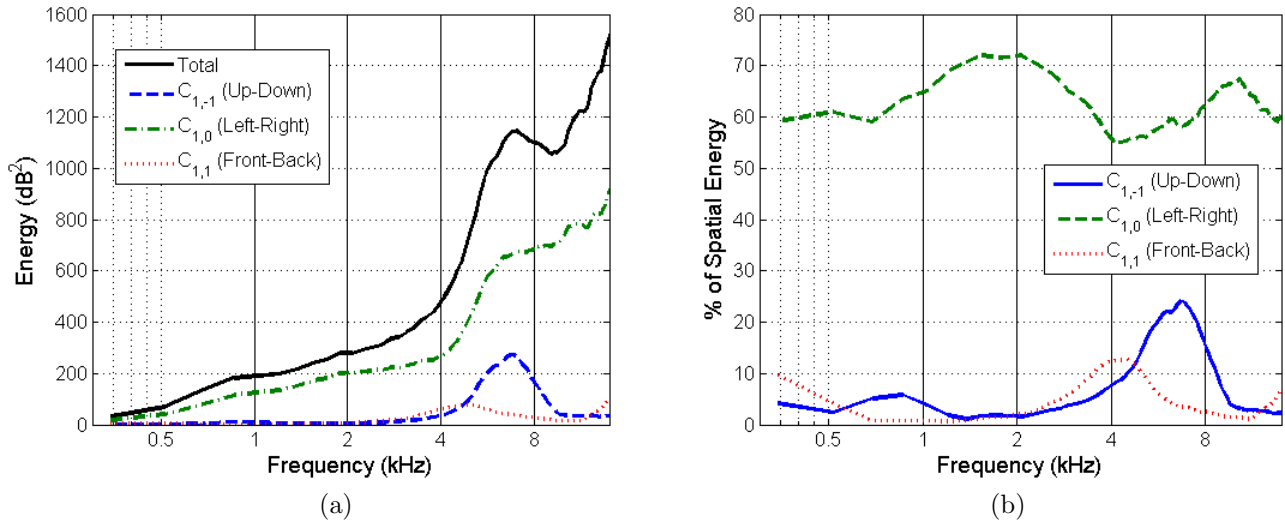 1600
1400
1200
1000
800
600
400
200
0
Energy (dB²)
Total
C1,-1 (Up-Down)
C1,0 (Left-Right)
C1,1 (Front-Back)
0.5 1 2 4 8
Frequency (kHz)
(a)
80
70
60
50
40
30
20
10
0
% of Spatial Energy
C1,-1 (Up-Down)
C1,0 (Left-Right)
C1,1 (Front-Back)
0.5 1 2 4 8
Frequency (kHz)
(b)